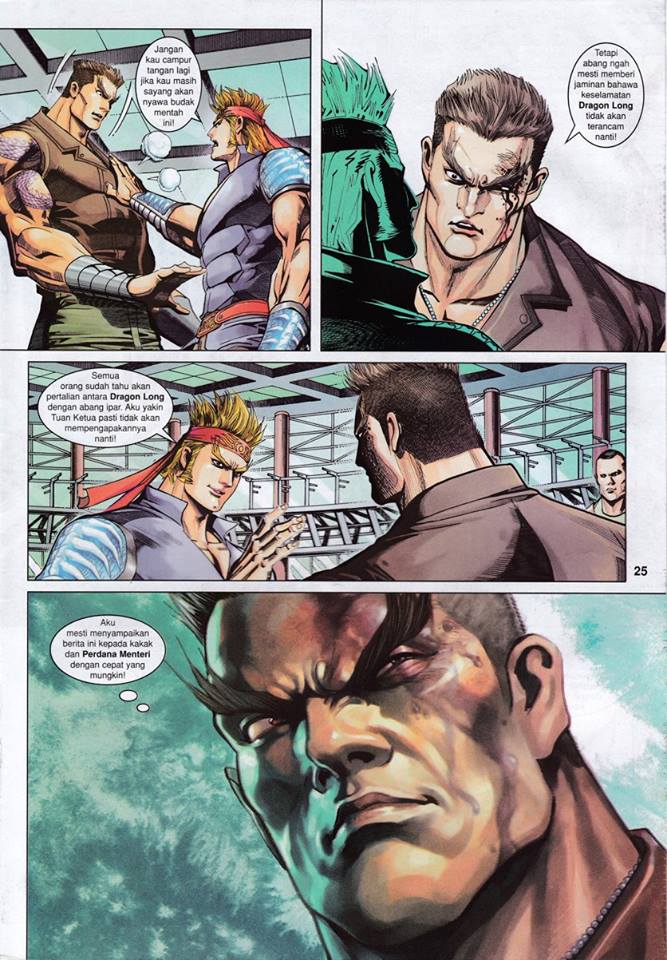 Jangan
kau campur
tangan lagi
jika kau masih
sayang akan
nyawa budak
mentah
ini!
Tetapi
abang ngah
mesti memberi
jaminan bahawa
keselamatan
Dragon Long
tidak akan
terancam
nanti!
Semua
orang sudah tahu akan
pertalian antara Dragon Long
dengan abang ipar. Aku yakin
Tuan Ketua pasti tidak akan
mempengapakannya
nanti!
25
Aku
mesti menyampaikan
berita ini kepada kakak
dan Perdana Menteri
dengan cepat yang
mungkin!